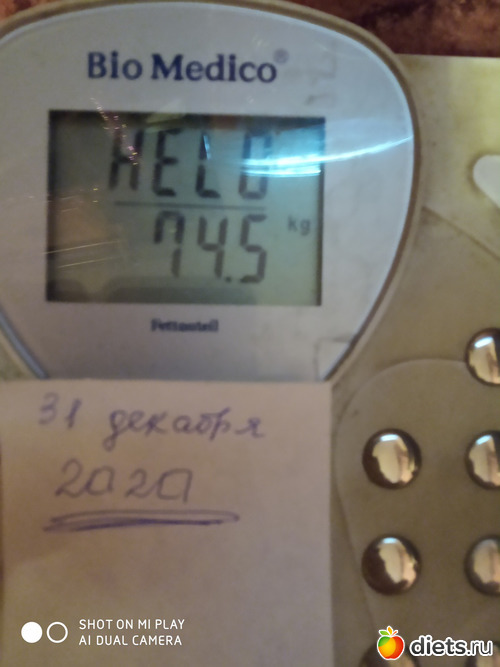 Bio Medico®
HELO
74.5 kg
Fettanteil
31 декабря
2020
SHOT ON MI PLAY
AI DUAL CAMERA
diets.ru